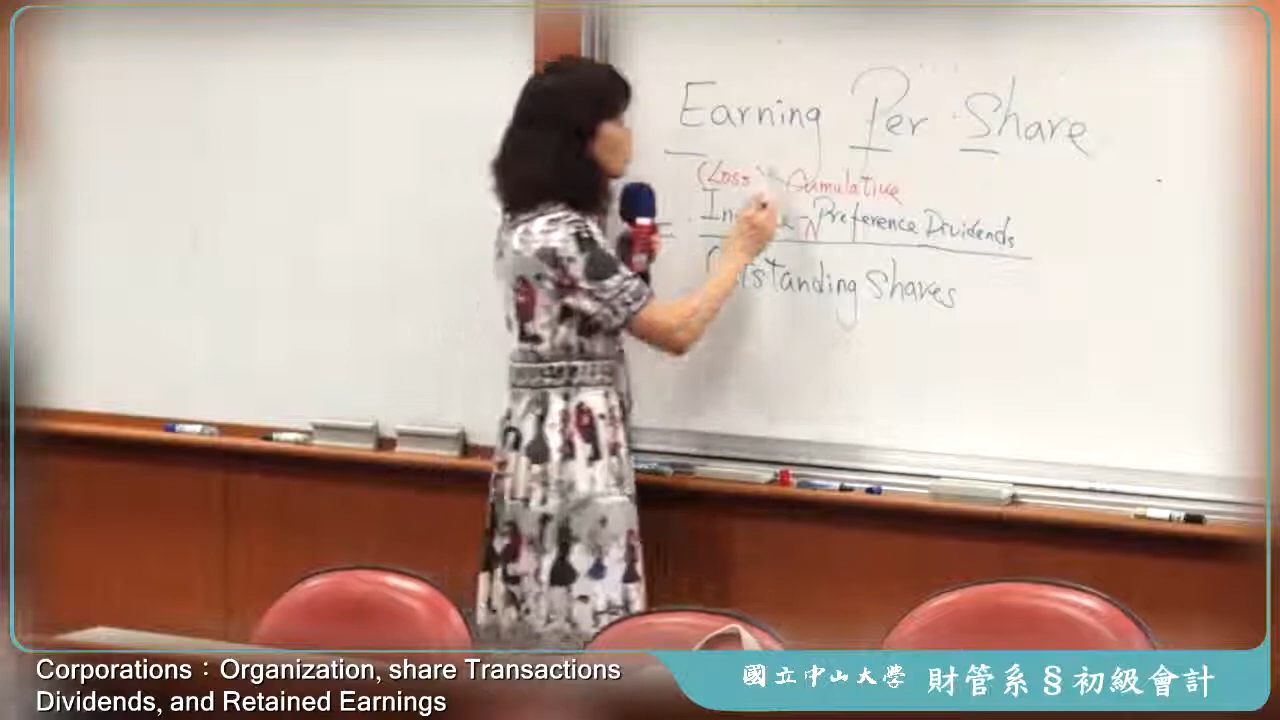 Earning Per Share
(Loss) Cumulative
= Preference Dividends
standing Shares
Corporations：Organization, share Transactions
Dividends, and Retained Earnings
國立中山大學 財管系§初級會計